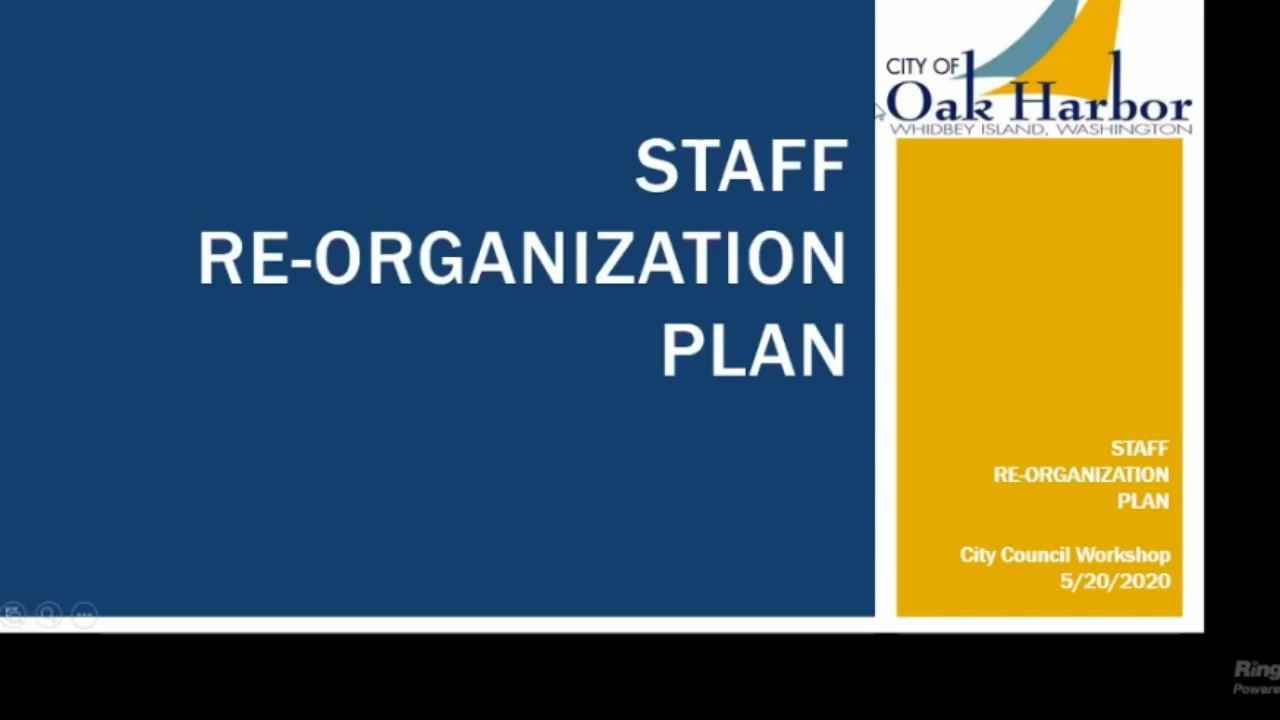 STAFF
RE-ORGANIZATION
PLAN
CITY OF
Oak Harbor
WHIDBEY ISLAND, WASHINGTON
STAFF
RE-ORGANIZATION
PLAN
City Council Workshop
5/20/2020
Ring